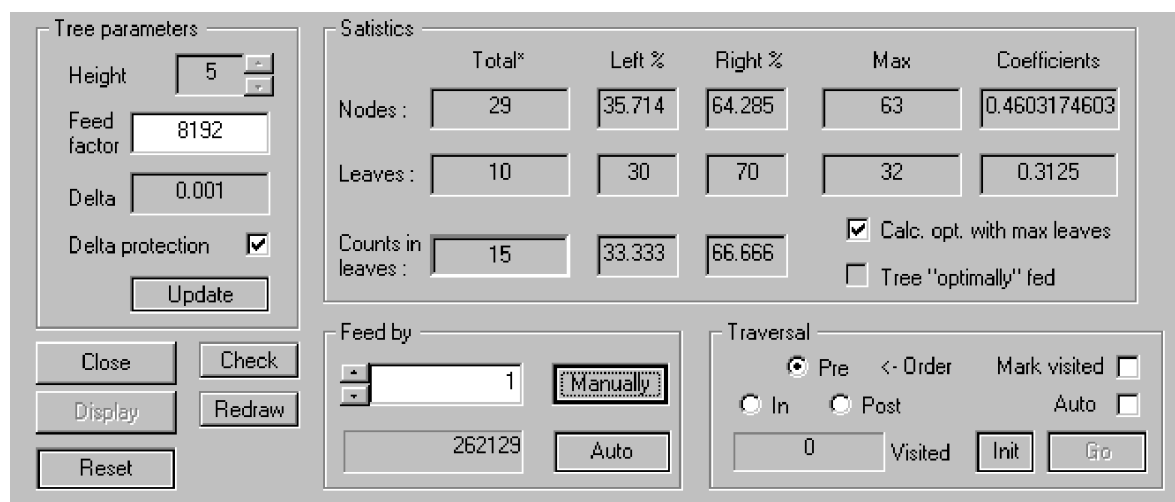 Tree parameters
Height 5
Feed factor 8192
Delta 0.001
Delta protection
Update
Close Check
Display Redraw
Reset
Satistics
Total* Left % Right % Max Coefficients
Nodes : 29 35.714 64.285 63 0.4603174603
Leaves : 10 30 70 32 0.3125
Counts in leaves : 15 33.333 66.666
Calc. opt. with max leaves
Tree "optimally" fed
Feed by
1 Manually
262129 Auto
Traversal
Pre <- Order Mark visited
In Post Auto
0 Visited Init Go